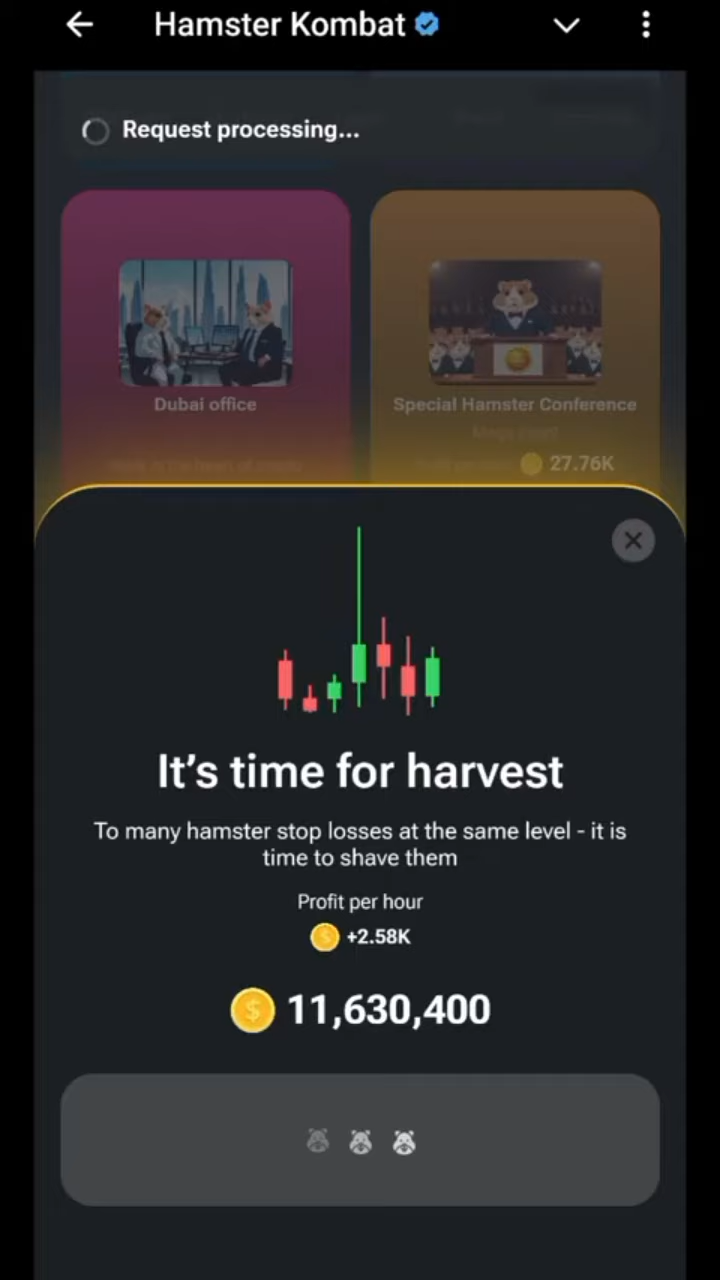 Hamster Kombat
Request processing...
Dubai office
Special Hamster Conference
27.76K
It's time for harvest
To many hamster stop losses at the same level - it is
time to shave them
Profit per hour
+2.58K
11,630,400